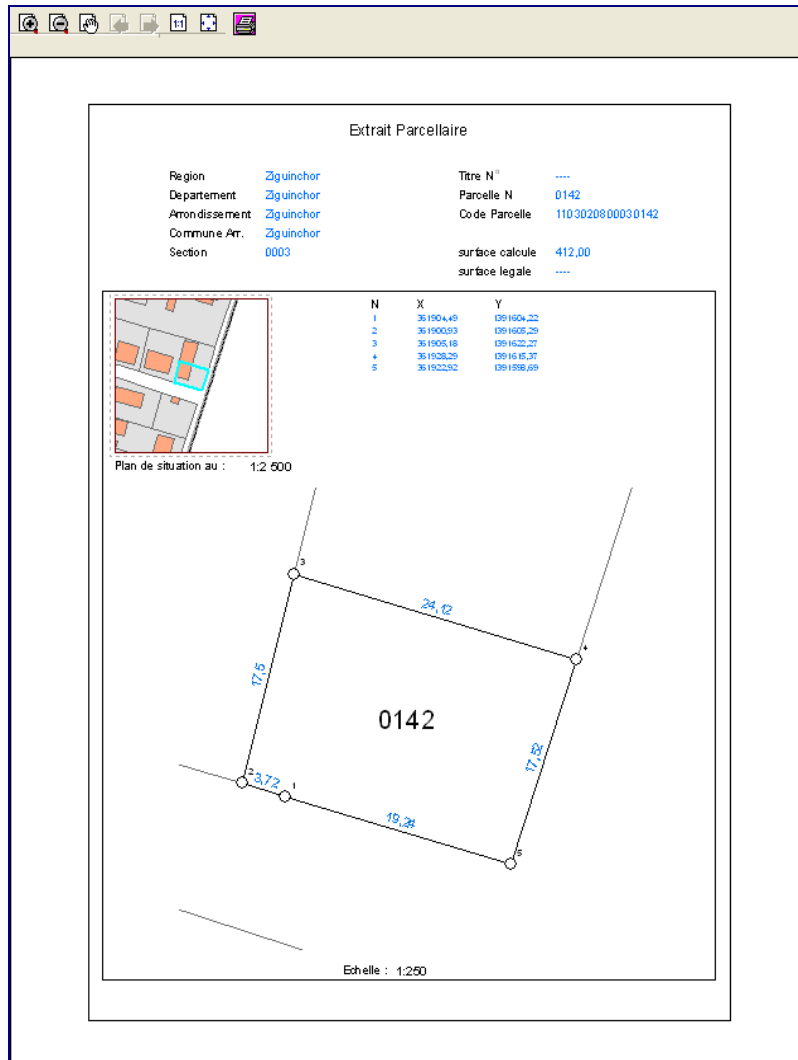 1:1
Extrait Parcellaire
Region Ziguinchor Titre N° ----
Departement Ziguinchor Parcelle N 0142
Arrondissement Ziguinchor Code Parcelle 1103020800030142
Commune Arr. Ziguinchor
Section 0003 surface calcule 412,00
surface legale ----
N X Y
1 361904,49 1391604,22
2 361900,93 1391605,29
3 361905,18 1391622,27
4 361928,29 1391615,37
5 361922,92 1391598,69
Plan de situation au : 1:2 500
3
24,12
4
17,5
0142
17,52
2
3,72
1
19,24
5
Echelle : 1:250